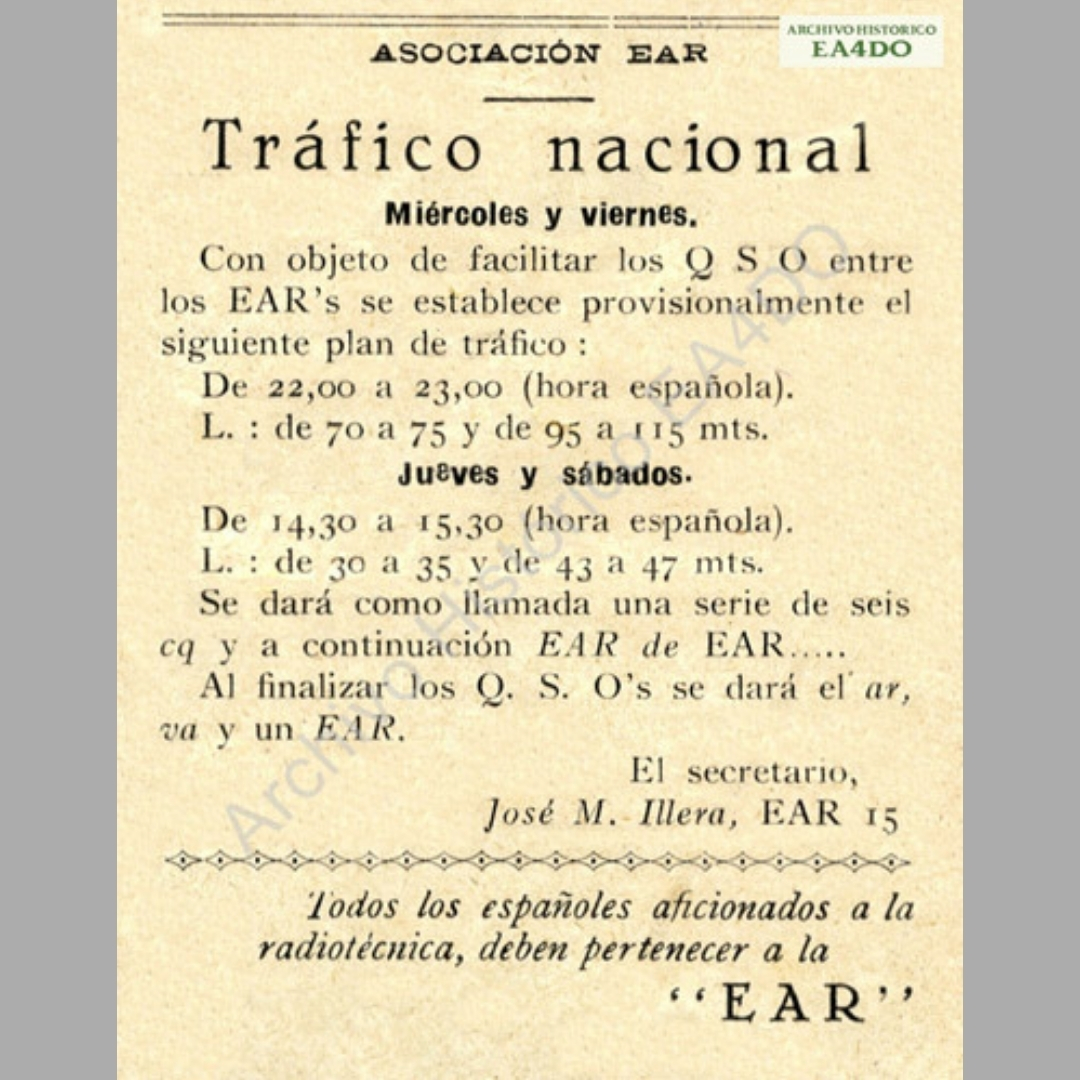 ARCHIVO HISTORICO
EA4DO
ASOCIACIÓN EAR
Tráfico nacional
Miércoles y viernes.
Con objeto de facilitar los Q S O entre
los EAR's se establece provisionalmente el
siguiente plan de tráfico :
De 22,00 a 23,00 (hora española).
L. : de 70 a 75 y de 95 a 115 mts.
Jueves y sábados.
De 14,30 a 15,30 (hora española).
L. : de 30 a 35 y de 43 a 47 mts.
Se dará como llamada una serie de seis
cq y a continuación EAR de EAR.....
Al finalizar los Q. S. O's se dará el ar,
va y un EAR.
El secretario,
José M. Illera, EAR 15
Todos los españoles aficionados a la
radiotécnica, deben pertenecer a la
“EAR”
Archivo Historico EA4DO